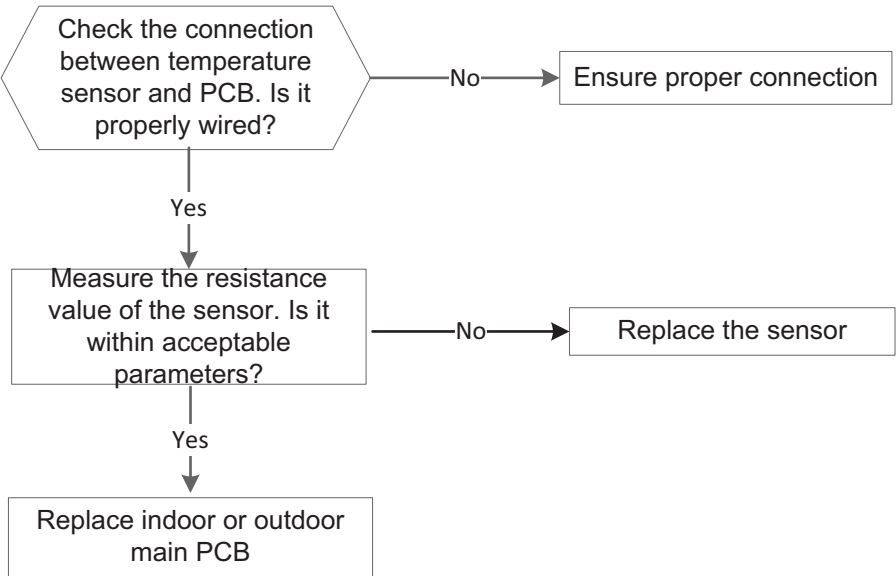 Check the connection
between temperature
sensor and PCB. Is it
properly wired?
No
Ensure proper connection
Yes
Measure the resistance
value of the sensor. Is it
within acceptable
parameters?
No
Replace the sensor
Yes
Replace indoor or outdoor
main PCB